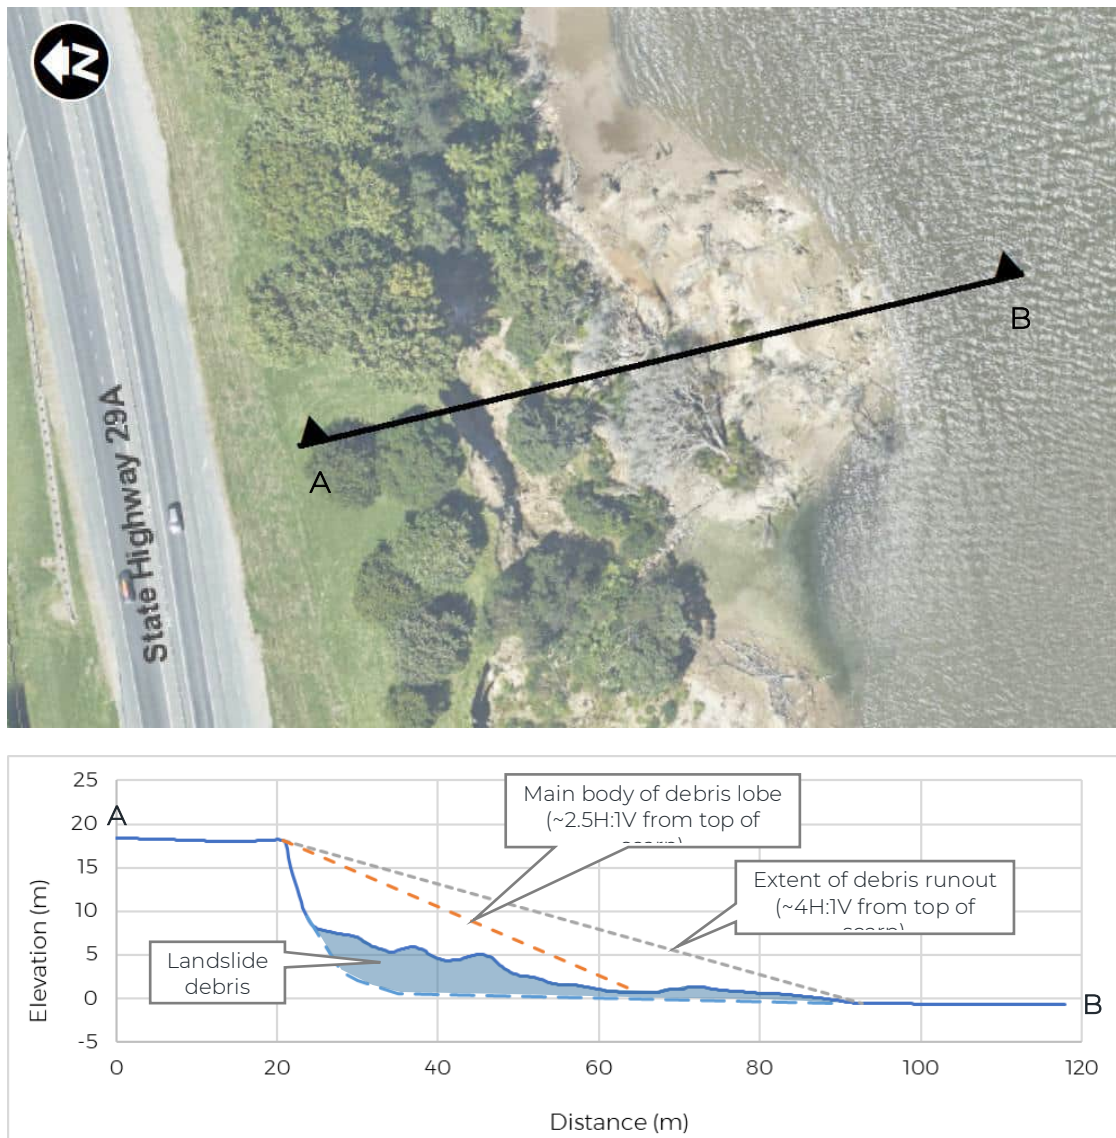 N
State Highway 29A
A
B
25
20
15
10
5
0
-5
A
B
Elevation (m)
Main body of debris lobe
(~2.5H:1V from top of
Extent of debris runout
(~4H:1V from top of
Landslide
debris
0
20
40
60
80
100
120
Distance (m)